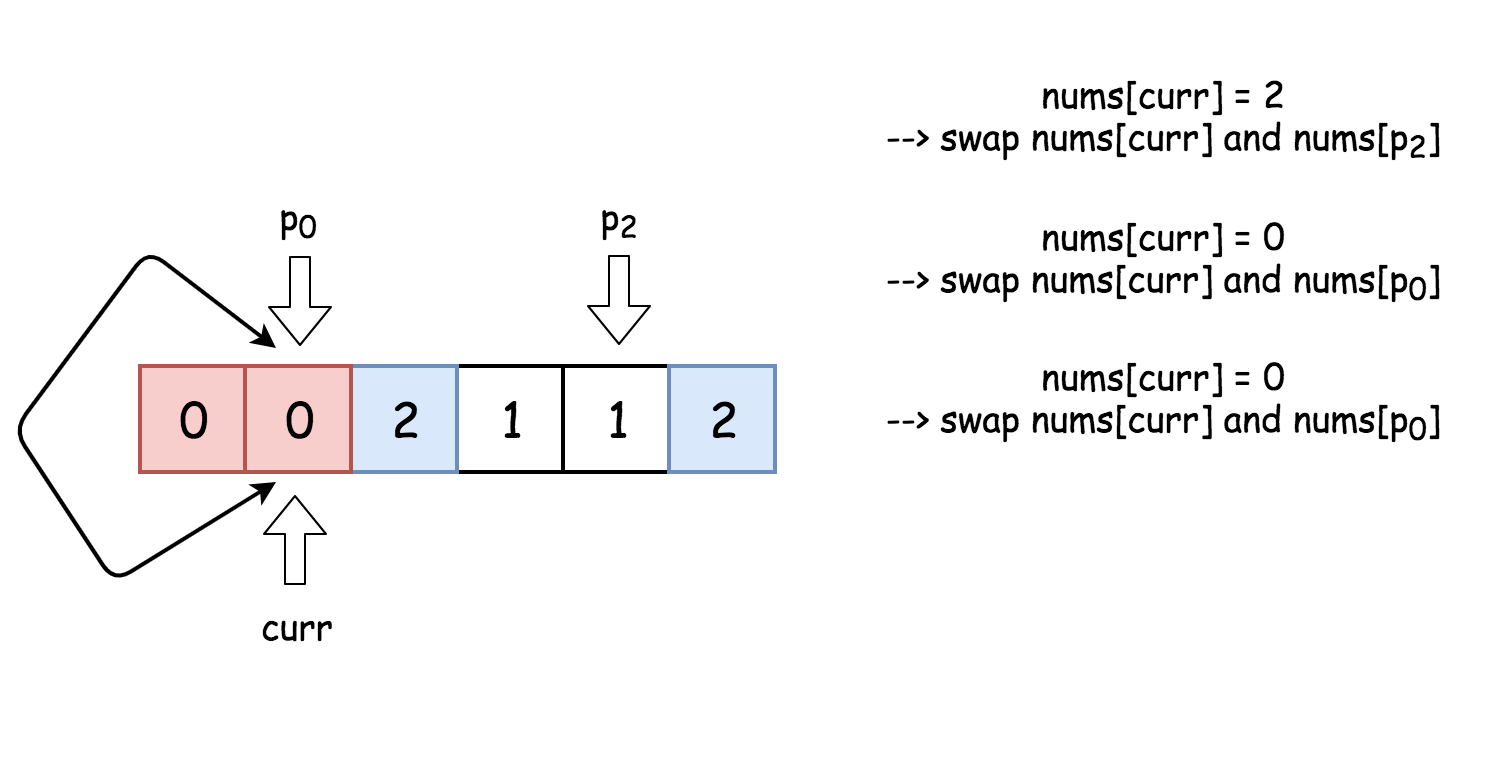 nums[curr] = 2
--> swap nums[curr] and nums[p2]
nums[curr] = 0
--> swap nums[curr] and nums[p0]
nums[curr] = 0
--> swap nums[curr] and nums[p0]
p0 p2
0 0 2 1 1 2
curr